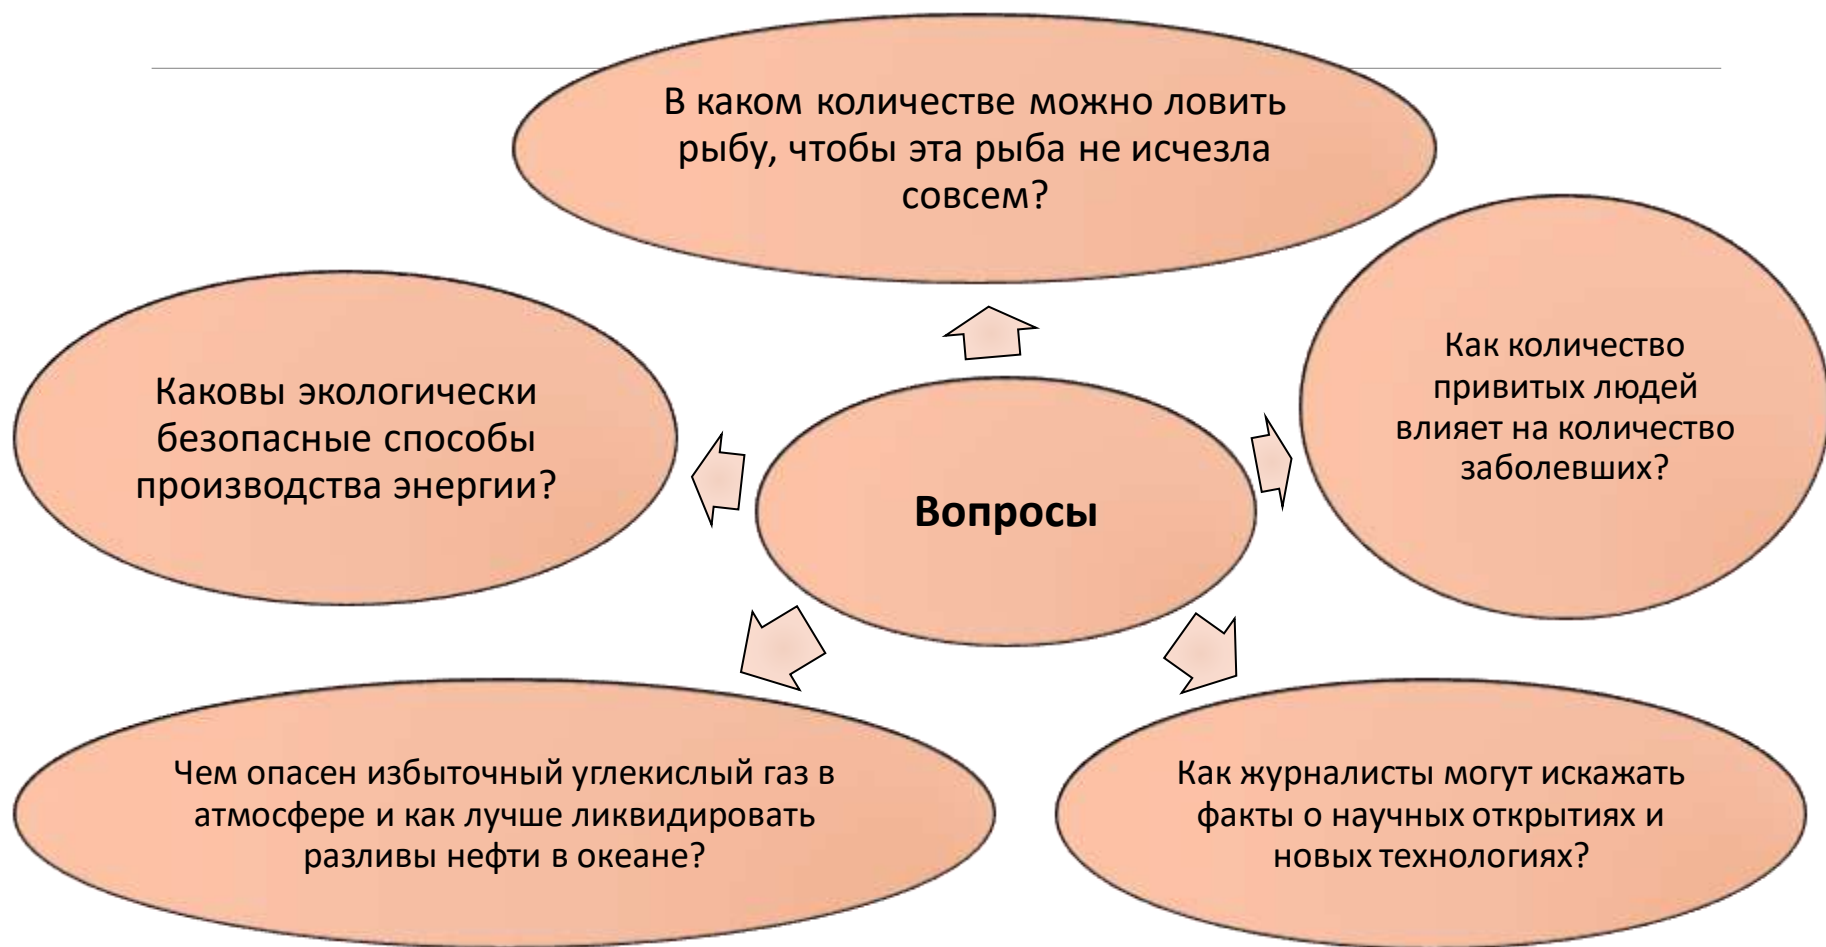 В каком количестве можно ловить
рыбу, чтобы эта рыба не исчезла
совсем?
Как количество
привитых людей
влияет на количество
заболевших?
Каковы экологически
безопасные способы
производства энергии?
Вопросы
Чем опасен избыточный углекислый газ в
атмосфере и как лучше ликвидировать
разливы нефти в океане?
Как журналисты могут искажать
факты о научных открытиях и
новых технологиях?